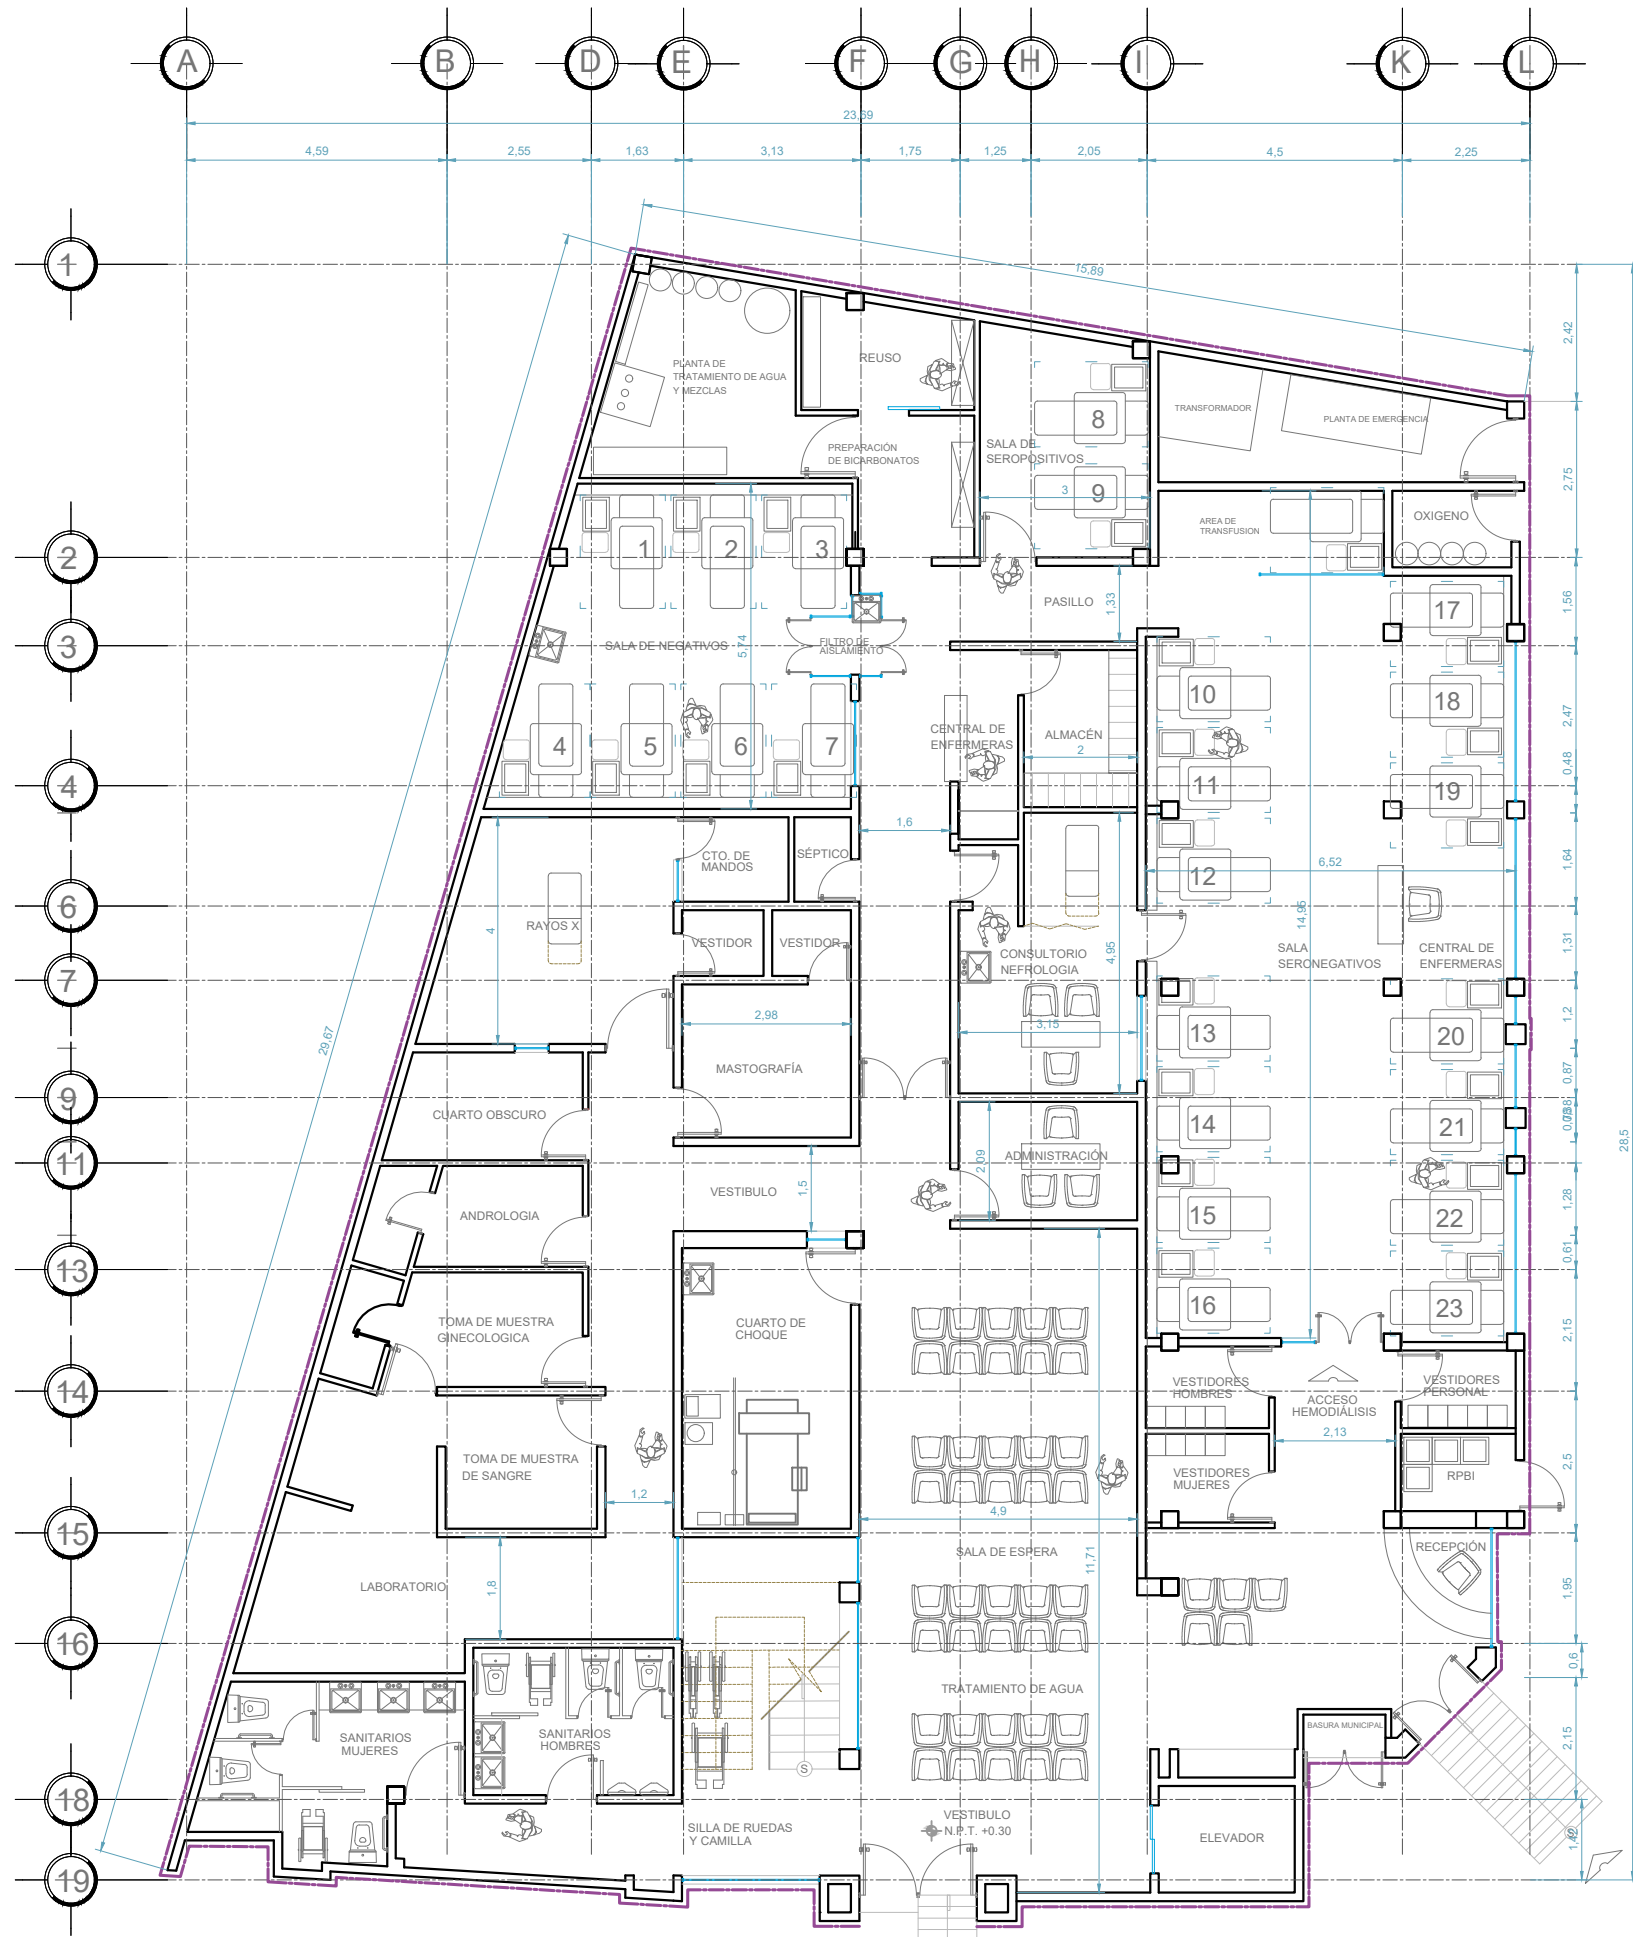 A
B
D
E
F
G
H
I
K
L
23,69
4,59
2,55
1,63
3,13
1,75
1,25
2,05
4,5
2,25
1
2
3
4
6
7
9
11
13
14
15
16
18
19
15,89
29,67
28,5
2,42
2,75
1,56
2,47
0,48
1,64
1,31
1,2
0,87
1,28
0,61
2,15
2,5
1,95
0,6
2,15
PLANTA DE
TRATAMIENTO DE AGUA
Y MEZCLAS
REUSO
PREPARACIÓN
DE BICARBONATOS
SALA DE
SEROPOSITIVOS
8
9
3
TRANSFORMADOR
PLANTA DE EMERGENCIA
AREA DE
TRANSFUSION
OXIGENO
1
2
3
SALA DE NEGATIVOS
5,74
FILTRO DE
AISLAMIENTO
4
5
6
7
PASILLO
1,33
CENTRAL DE
ENFERMERAS
ALMACÉN
2
10
11
12
13
14
15
16
17
18
19
20
21
22
23
6,52
14,95
SALA
SERONEGATIVOS
CENTRAL DE
ENFERMERAS
1,6
CTO. DE
MANDOS
SÉPTICO
RAYOS X
4
VESTIDOR
VESTIDOR
2,98
MASTOGRAFÍA
CONSULTORIO
NEFROLOGIA
4,95
3,15
CUARTO OBSCURO
ADMINISTRACIÓN
2,09
VESTIBULO
1,5
ANDROLOGIA
TOMA DE MUESTRA
GINECOLOGICA
CUARTO DE
CHOQUE
TOMA DE MUESTRA
DE SANGRE
1,2
VESTIDORES
HOMBRES
ACCESO
HEMODIÁLISIS
VESTIDORES
PERSONAL
2,13
VESTIDORES
MUJERES
RPBI
4,9
SALA DE ESPERA
11,71
RECEPCIÓN
LABORATORIO
1,8
TRATAMIENTO DE AGUA
SANITARIOS
MUJERES
SANITARIOS
HOMBRES
BASURA MUNICIPAL
S
SILLA DE RUEDAS
Y CAMILLA
VESTIBULO
N.P.T. +0.30
ELEVADOR